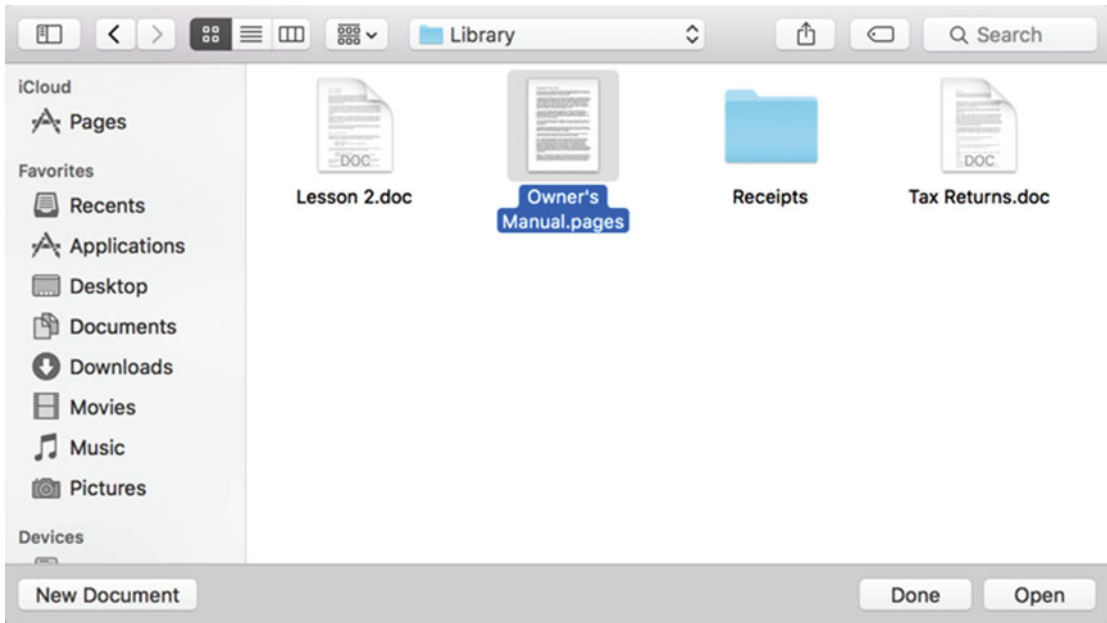 Library
Search
iCloud
Pages
Favorites
Recents
Applications
Desktop
Documents
Downloads
Movies
Music
Pictures
Devices
DOC
DOC
Lesson 2.doc
Owner's
Manual.pages
Receipts
Tax Returns.doc
New Document
Done
Open